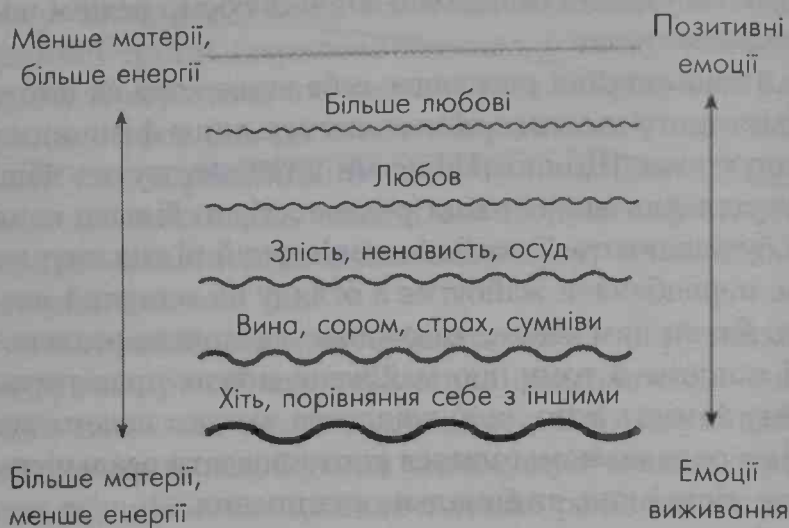 Менше матерії,
більше енергії
Позитивні
емоції
Більше любові
Любов
Злість, ненависть, осуд
Вина, сором, страх, сумніви
Хіть, порівняння себе з іншими
Більше матерії,
менше енергії
Емоції
виживання